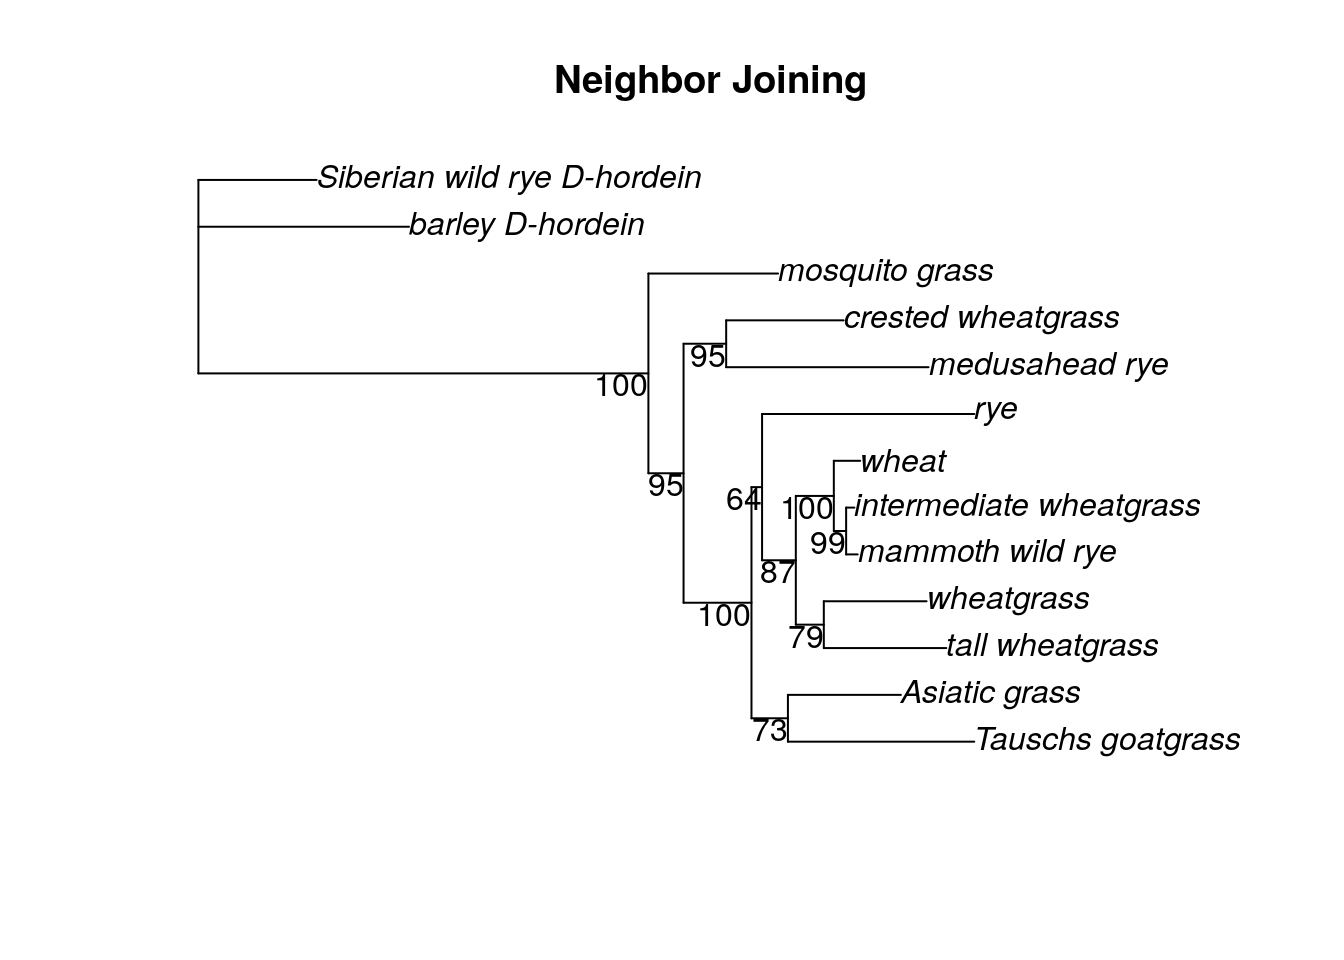 Neighbor Joining
Siberian wild rye D-hordein
barley D-hordein
mosquito grass
crested wheatgrass
95
medusahead rye
100
rye
wheat
95
64
100
intermediate wheatgrass
99
mammoth wild rye
87
wheatgrass
100
79
tall wheatgrass
Asiatic grass
73
Tauschs goatgrass